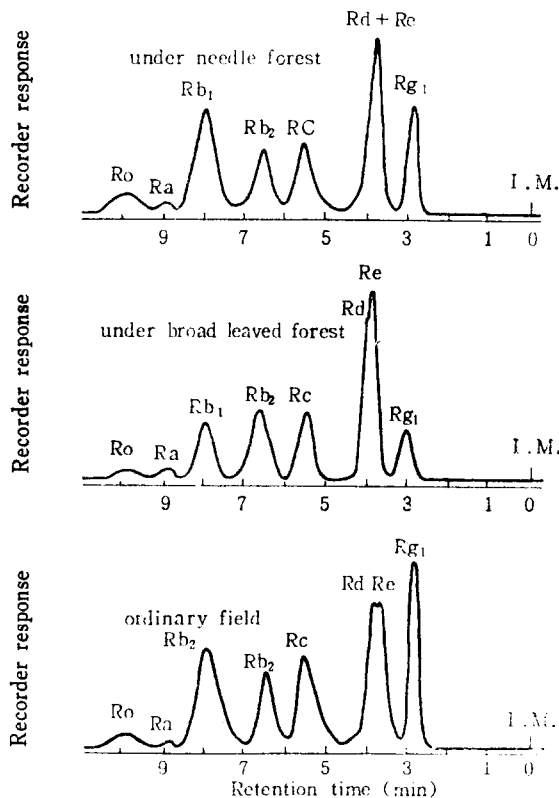 Recorder response
Rd + Re
under needle forest
Rb1
Rb2
RC
Rg1
Ro
Ra
I.M.
9 7 5 3 1 0
Recorder response
Re
Rd
under broad leaved forest
Rb1
Rb2
Rc
Rg1
Ro
Ra
I.M.
9 7 5 3 1 0
Recorder response
Rg1
Rd Re
ordinary field
Rb2
Rb2
Rc
Ro
Ra
I.M.
9 7 5 3 1 0
Retention time (min)